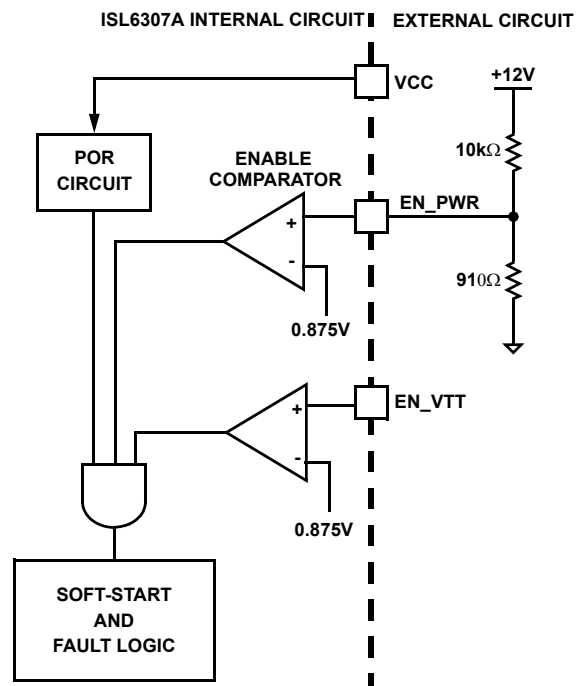 ISL6307A INTERNAL CIRCUIT
EXTERNAL CIRCUIT
VCC
+12V
POR
CIRCUIT
ENABLE
COMPARATOR
10kΩ
EN_PWR
+
-
910Ω
0.875V
EN_VTT
+
-
0.875V
SOFT-START
AND
FAULT LOGIC